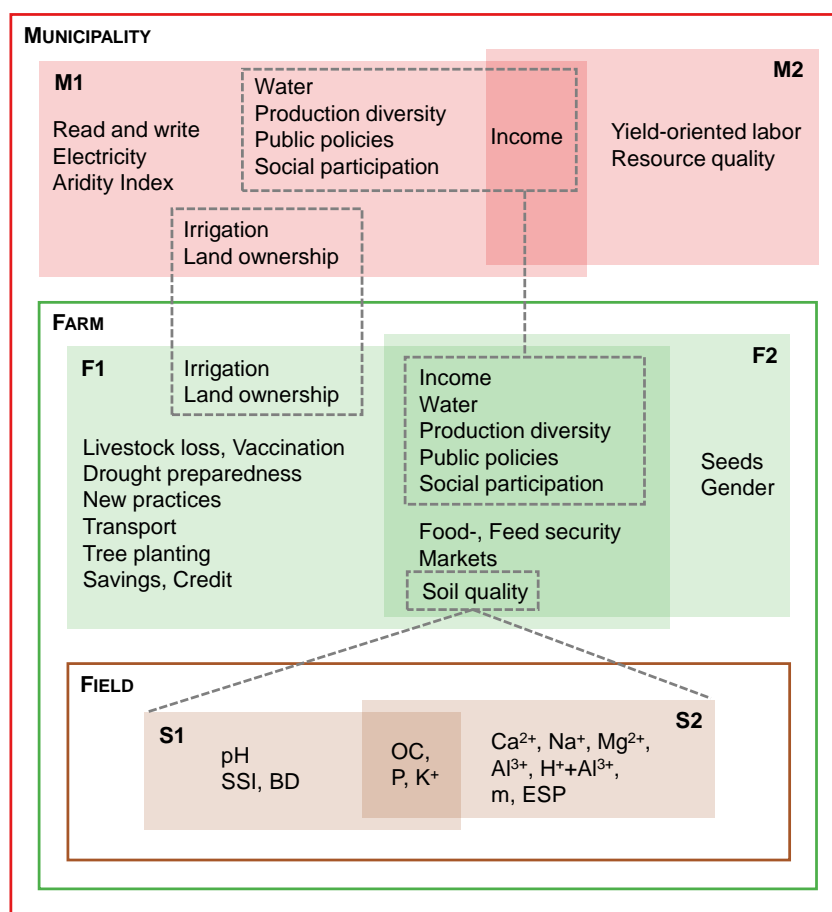 MUNICIPALITY
M1
M2
Water
Production diversity
Public policies
Social participation
Read and write
Electricity
Aridity Index
Income
Yield-oriented labor
Resource quality
Irrigation
Land ownership
FARM
F1
F2
Irrigation
Land ownership
Income
Water
Production diversity
Public policies
Social participation
Livestock loss, Vaccination
Drought preparedness
New practices
Transport
Tree planting
Savings, Credit
Seeds
Gender
Food-, Feed security
Markets
Soil quality
FIELD
S1
S2
pH
SSI, BD
OC,
P, K⁺
Ca²⁺, Na⁺, Mg²⁺,
Al³⁺, H⁺+Al³⁺,
m, ESP